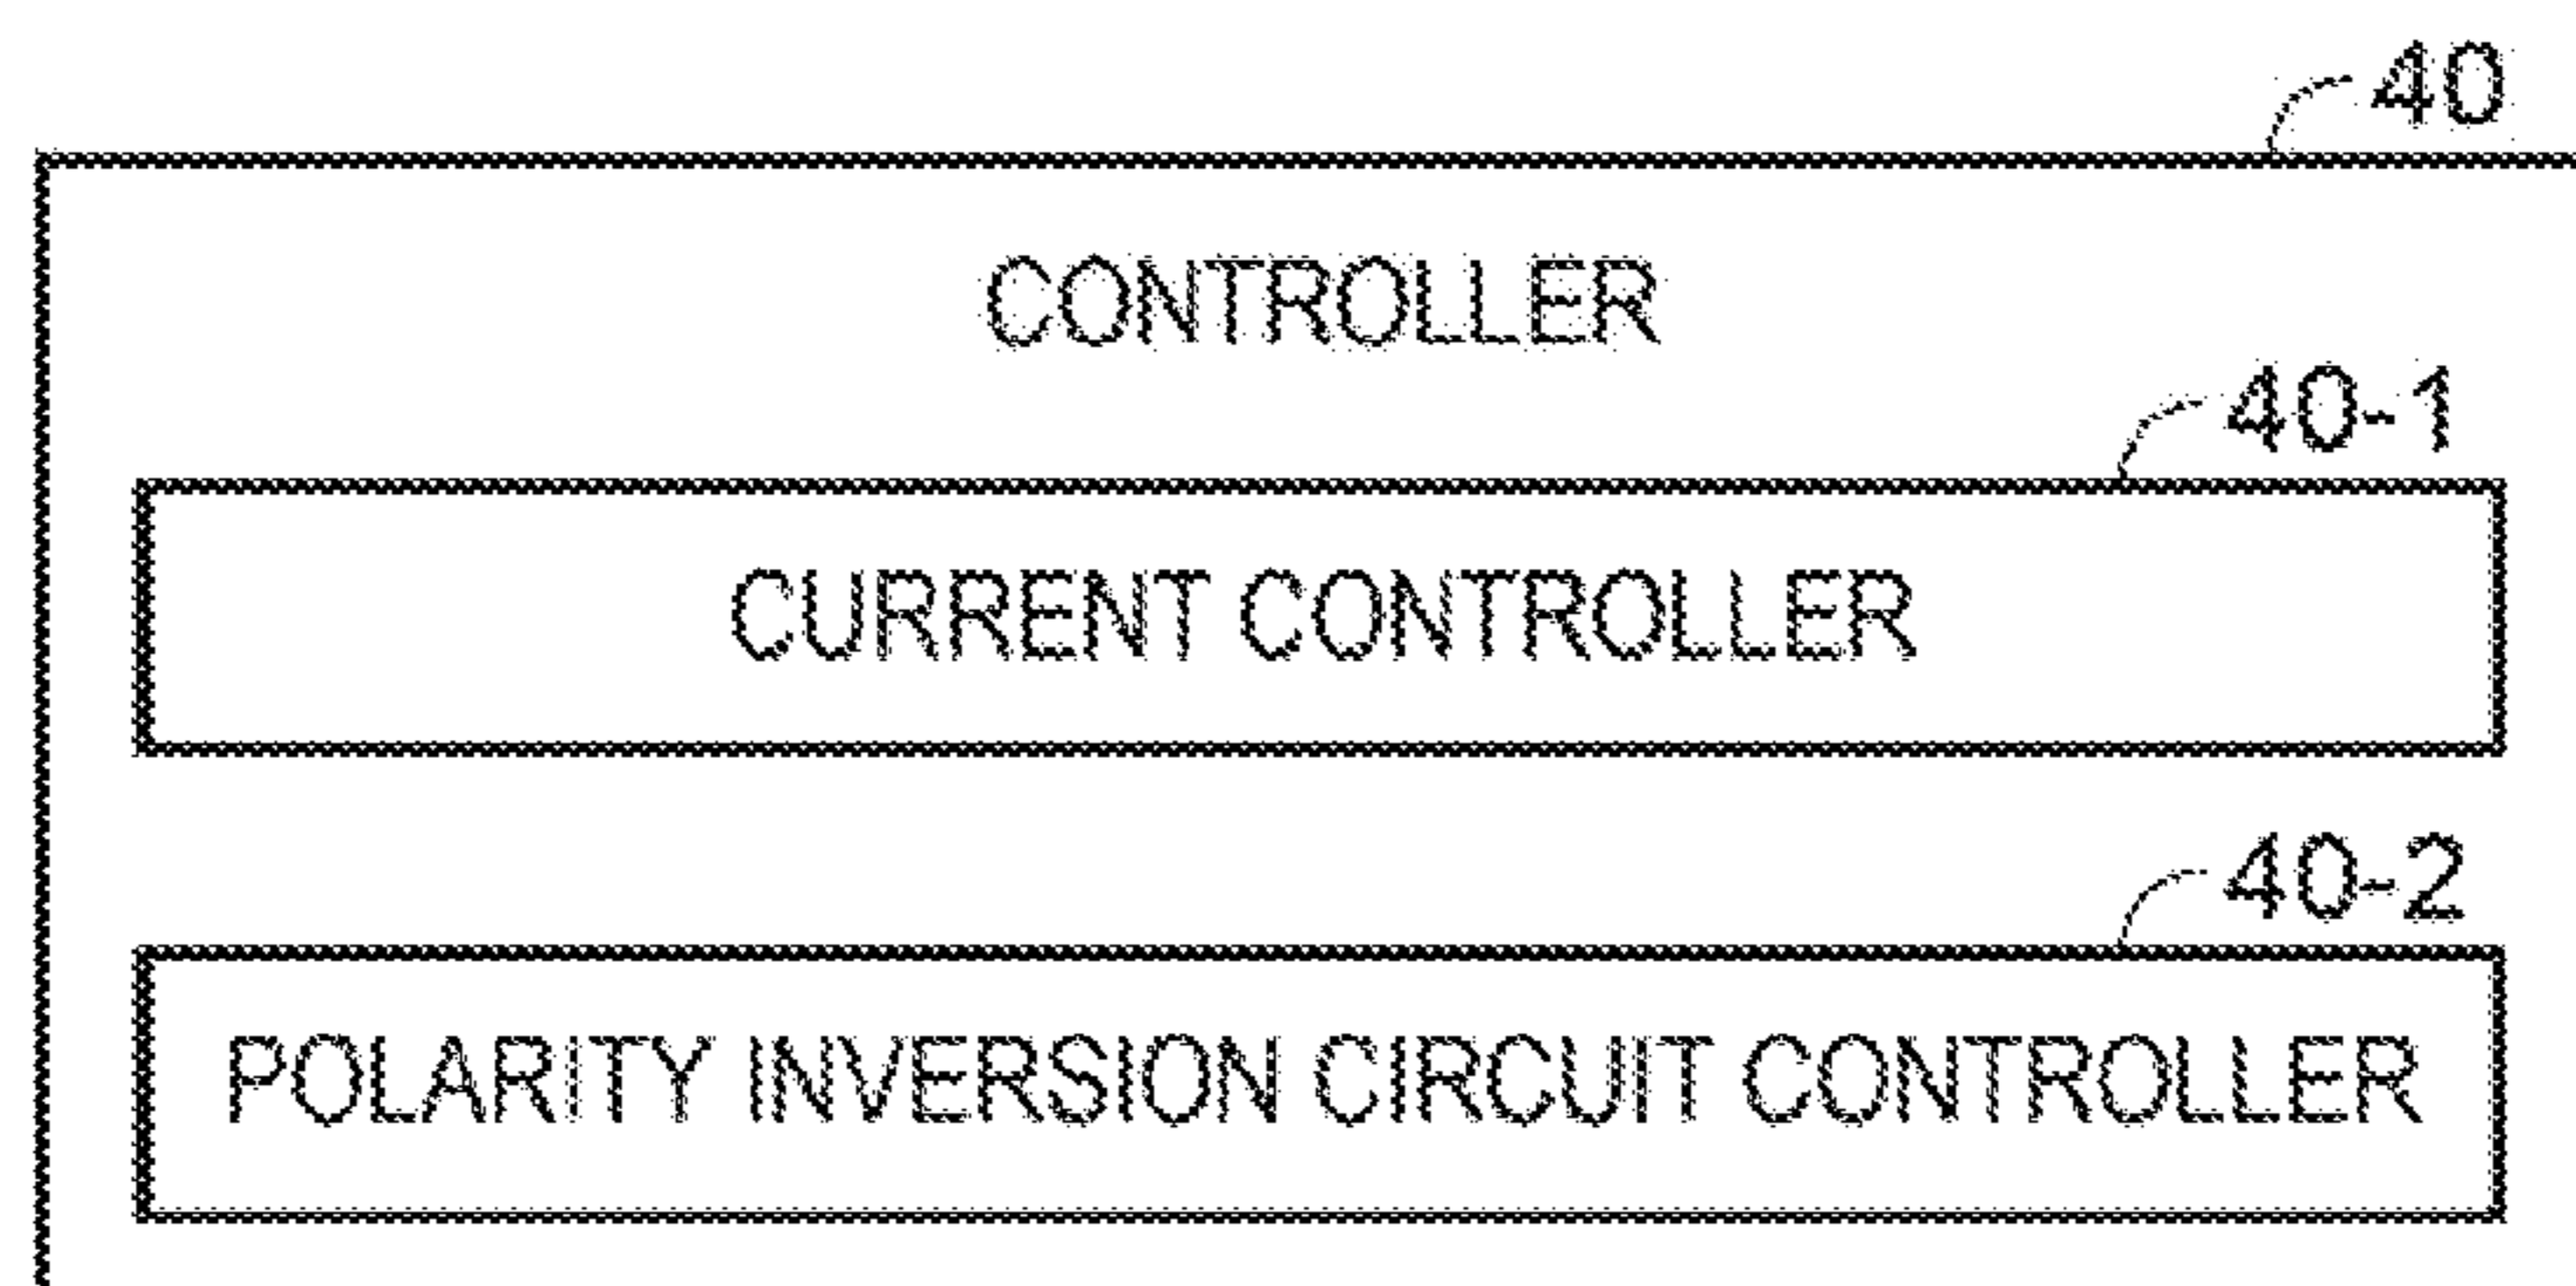 40
CONTROLLER
40-1
CURRENT CONTROLLER
40-2
POLARITY INVERSION CIRCUIT CONTROLLER